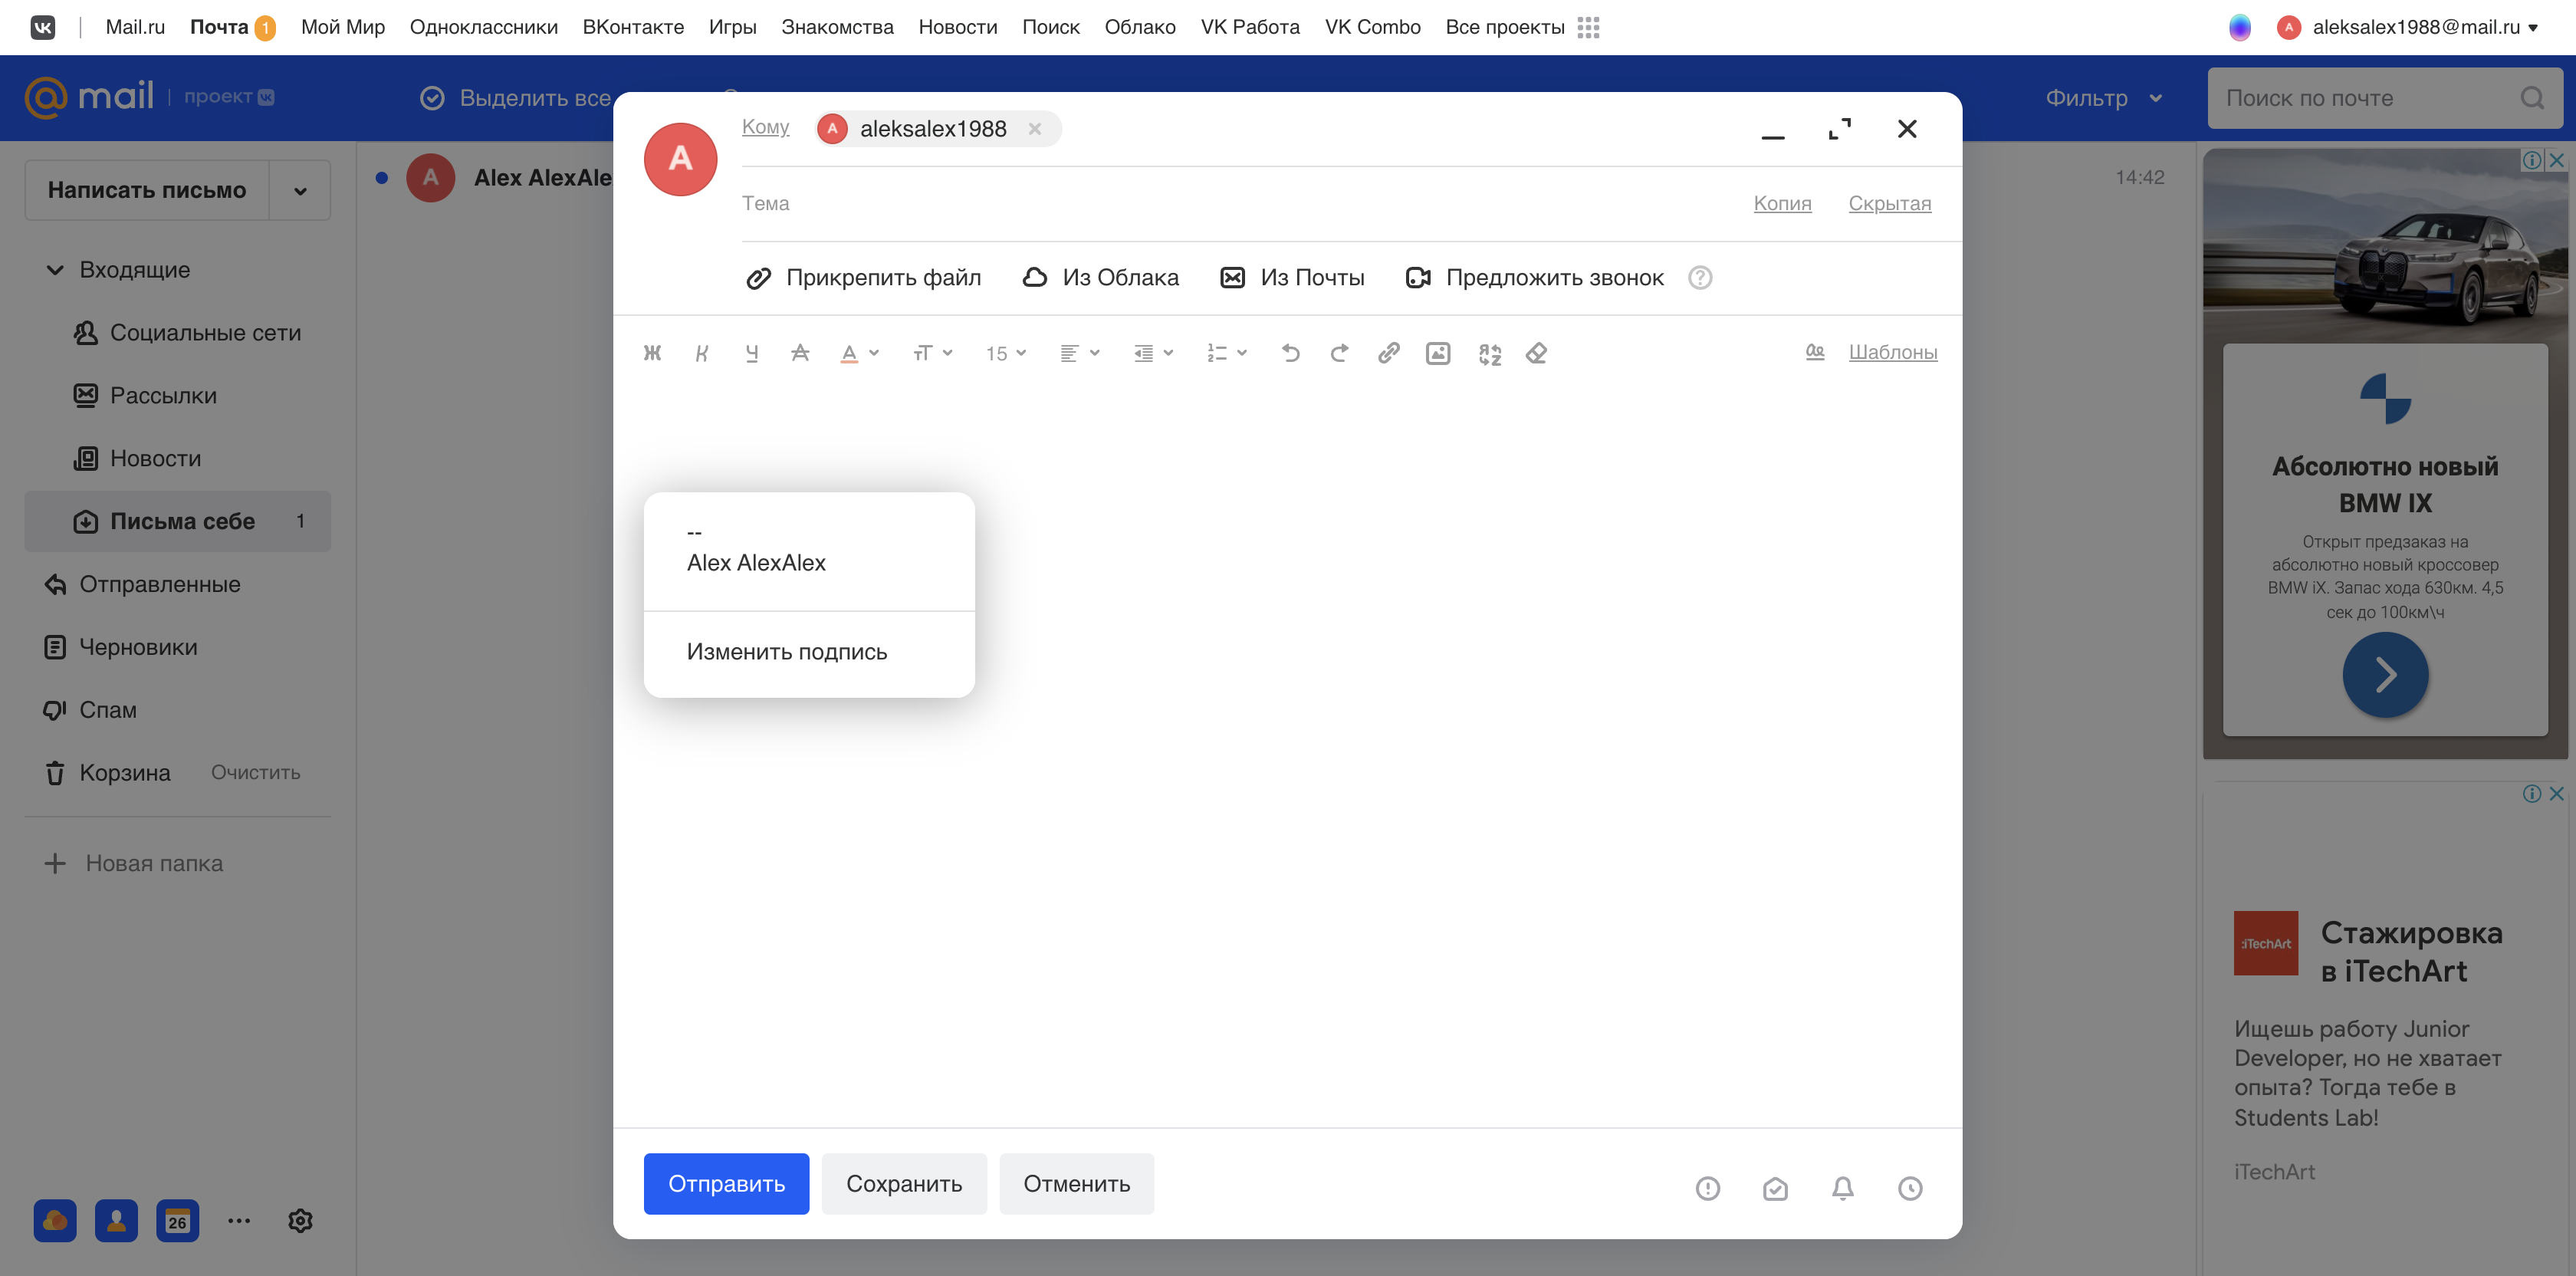 Mail.ru Почта 1 Мой Мир Одноклассники ВКонтакте Игры Знакомства Новости Поиск Облако VK Работа VK Combo Все проекты A aleksalex1988@mail.ru
@mail проект
Выделить все
Фильтр
Поиск по почте
Написать письмо
Входящие
Социальные сети
Рассылки
Новости
Письма себе 1
Отправленные
Черновики
Спам
Корзина Очистить
Новая папка
26
A Alex AlexAle
14:42
A
Кому A aleksalex1988
Тема Копия Скрытая
Прикрепить файл Из Облака Из Почты Предложить звонок ?
Ж К Ч A A тТ 15 Шаблоны
--
Alex AlexAlex
Изменить подпись
Отправить Сохранить Отменить
Абсолютно новый
BMW IX
Открыт предзаказ на
абсолютно новый кроссовер
BMW iX. Запас хода 630км. 4,5
сек до 100км\ч
iTechArt
Стажировка
в iTechArt
Ищешь работу Junior
Developer, но не хватает
опыта? Тогда тебе в
Students Lab!
iTechArt